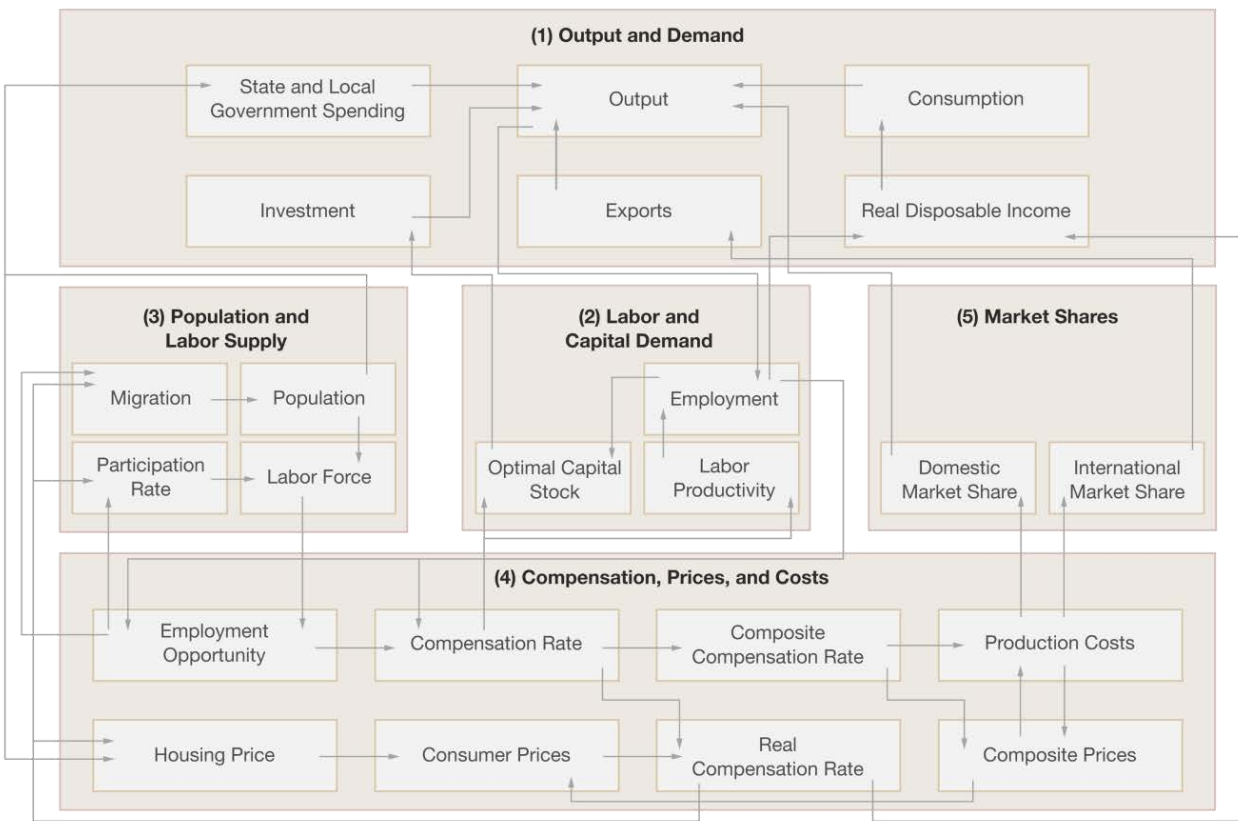 (1) Output and Demand
State and Local
Government Spending
Output
Consumption
Investment
Exports
Real Disposable Income
(3) Population and
Labor Supply
Migration
Population
Participation
Rate
Labor Force
(2) Labor and
Capital Demand
Employment
Optimal Capital
Stock
Labor
Productivity
(5) Market Shares
Domestic
Market Share
International
Market Share
(4) Compensation, Prices, and Costs
Employment
Opportunity
Compensation Rate
Composite
Compensation Rate
Production Costs
Housing Price
Consumer Prices
Real
Compensation Rate
Composite Prices